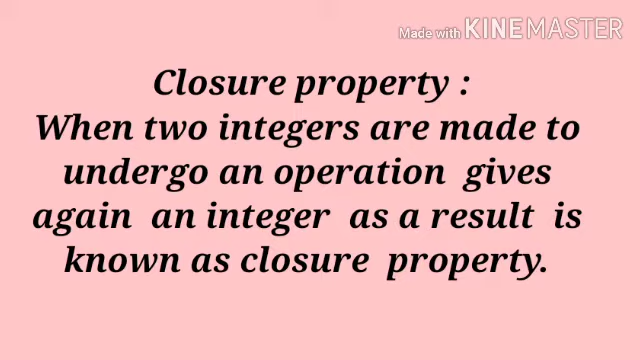 Made with KINEMASTER
Closure property :
When two integers are made to
undergo an operation gives
again an integer as a result is
known as closure property.